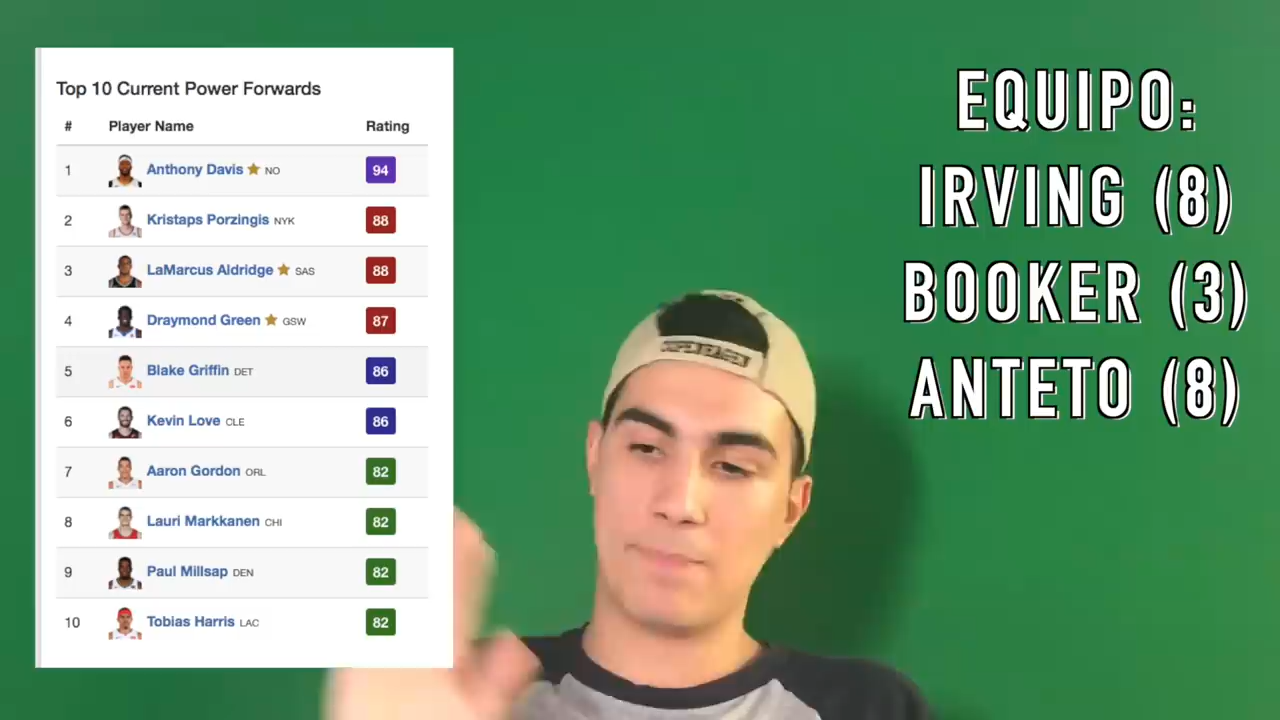 Top 10 Current Power Forwards
# Player Name Rating
1 Anthony Davis NO 94
2 Kristaps Porzingis NYK 88
3 LaMarcus Aldridge SAS 88
4 Draymond Green GSW 87
5 Blake Griffin DET 86
6 Kevin Love CLE 86
7 Aaron Gordon ORL 82
8 Lauri Markkanen CHI 82
9 Paul Millsap DEN 82
10 Tobias Harris LAC 82
EQUIPO:
IRVING (8)
BOOKER (3)
ANTETO (8)